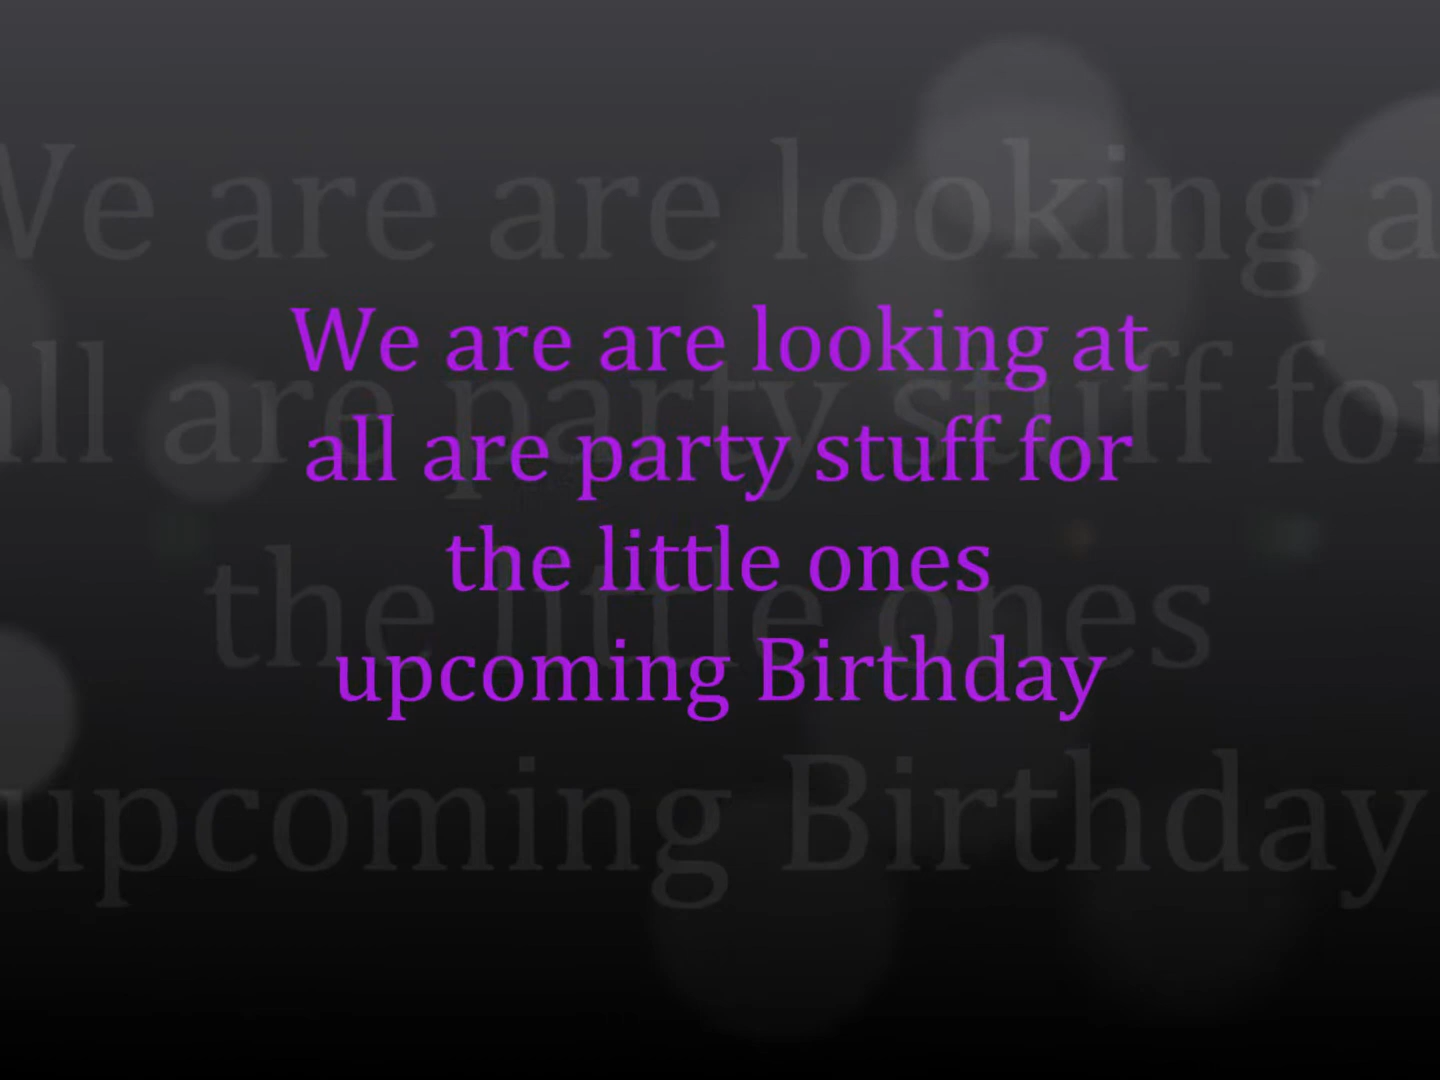 We are are looking at
all are party stuff for
the little ones
upcoming Birthday